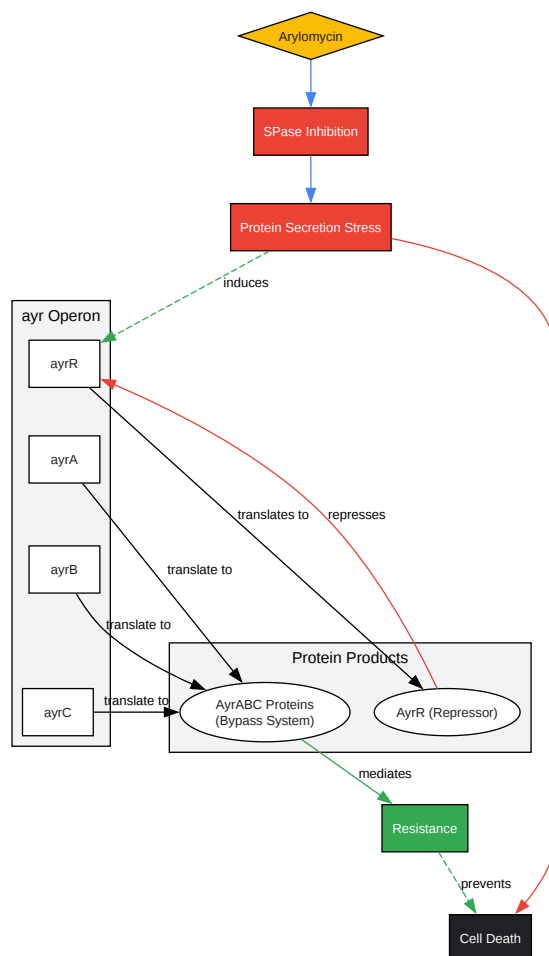 Arylomycin
SPase Inhibition
Protein Secretion Stress
induces
ayr Operon
ayrR
ayrA
translates to
represses
translate to
ayrB
translate to
Protein Products
translate to
ayrC
AyrABC Proteins
(Bypass System)
AyrR (Repressor)
mediates
Resistance
prevents
Cell Death